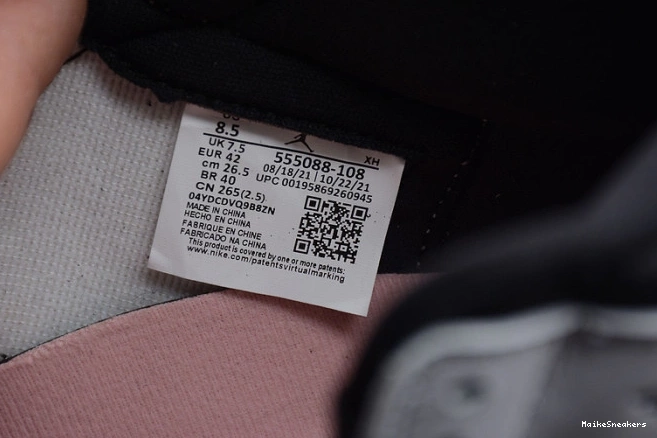 8.5
UK 7.5
EUR 42
cm 26.5
BR 40
CN 265(2.5)
555088-108 XH
08/18/21 | 10/22/21
UPC 00195869260945
04YDCDVQ9B8ZN
MADE IN CHINA
HECHO EN CHINA
FABRIQUE EN CHINE
FABRICADO NA CHINA
This product is covered by one or more patents:
www.nike.com/patentsvirtualmarking
MaikeSneakers